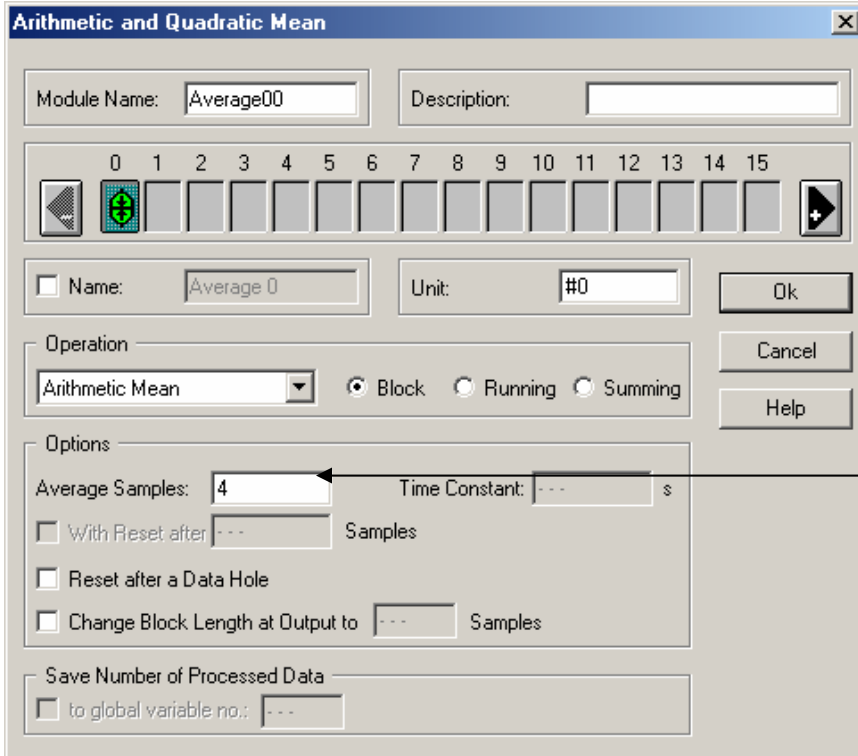 Arithmetic and Quadratic Mean
Module Name: Average00 Description:
0 1 2 3 4 5 6 7 8 9 10 11 12 13 14 15
Name: Average 0 Unit: #0
Ok
Operation
Cancel
Arithmetic Mean Block Running Summing
Help
Options
Average Samples: 4 Time Constant: - - - s
With Reset after - - - Samples
Reset after a Data Hole
Change Block Length at Output to - - - Samples
Save Number of Processed Data
to global variable no.: - - -